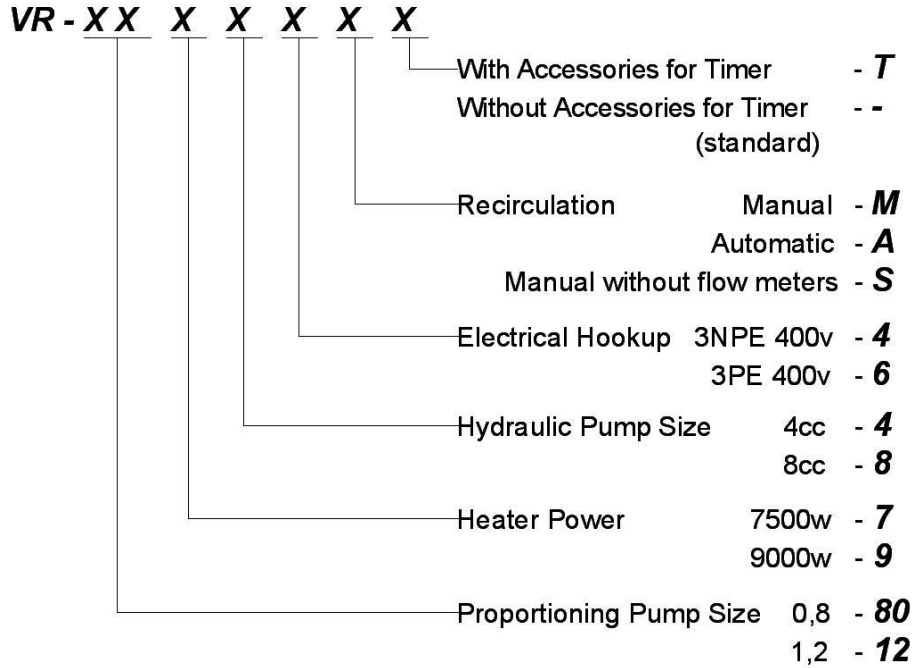 VR - XX X X X X X
With Accessories for Timer - T
Without Accessories for Timer - -
(standard)
Recirculation Manual - M
Automatic - A
Manual without flow meters - S
Electrical Hookup 3NPE 400v - 4
3PE 400v - 6
Hydraulic Pump Size 4cc - 4
8cc - 8
Heater Power 7500w - 7
9000w - 9
Proportioning Pump Size 0,8 - 80
1,2 - 12